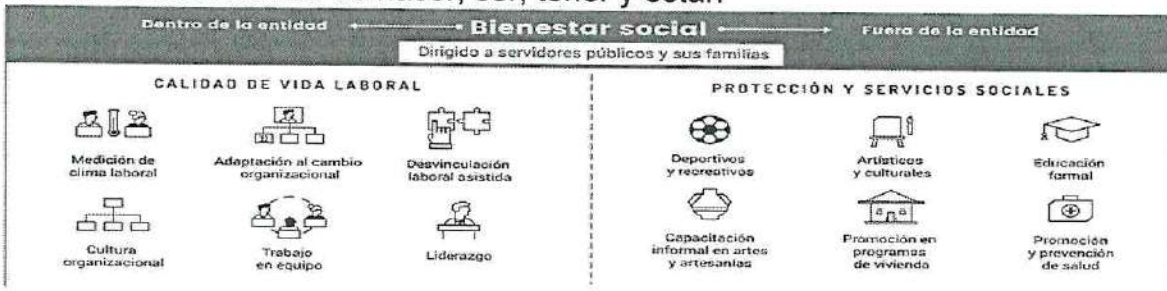 Dentro de la entidad
Bienestar social
Fuera de la entidad
Dirigido a servidores públicos y sus familias
CALIDAD DE VIDA LABORAL
PROTECCIÓN Y SERVICIOS SOCIALES
Medición de
clima laboral
Adaptación al cambio
organizacional
Desvinculación
laboral asistida
Deportivos
y recreativos
Artísticos
y culturales
Educación
formal
Cultura
organizacional
Trabajo
en equipo
Liderazgo
Capacitación
informal en artes
y artesanías
Promoción en
programas
de vivienda
Promoción
y prevención
de salud